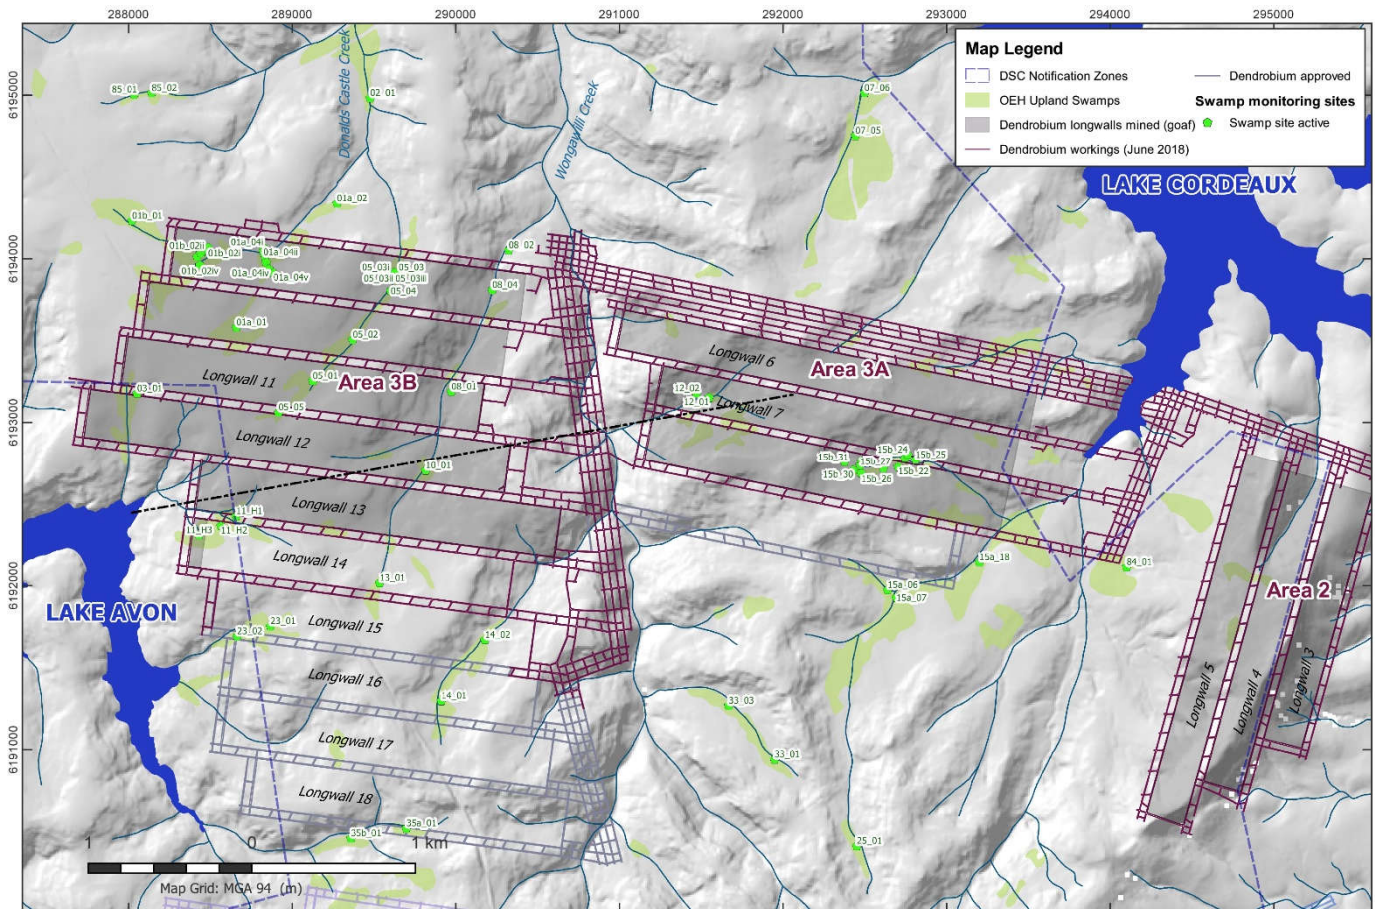 288000
289000
290000
291000
292000
293000
294000
295000
6195000
6194000
6193000
6192000
6191000
Map Legend
DSC Notification Zones
OEH Upland Swamps
Dendrobium longwalls mined (goaf)
Dendrobium workings (June 2018)
Dendrobium approved
Swamp monitoring sites
Swamp site active
Donalds Castle Creek
Wongawilli Creek
LAKE CORDEAUX
LAKE AVON
85_01
85_02
02_01
07_06
07_05
01a_02
01b_01
01b_02ii
01b_02i
01b_02iv
01a_04i
01a_04ii
01a_04iv
01a_04v
05_03i
05_03
05_03ii
05_03iii
05_04
08_02
08_04
01a_01
05_02
05_01
Longwall 11
Area 3B
08_01
03_01
05_05
Longwall 12
Longwall 6
Area 3A
12_02
12_01
Longwall 7
15b_31
15b_30
15b_27
15b_26
15b_24
15b_25
15b_22
10_01
Longwall 13
11_H1
11_H3
11_H2
Longwall 14
13_01
15a_18
15a_06
15a_07
84_01
Area 2
Longwall 15
23_01
23_02
14_02
Longwall 16
14_01
33_03
33_01
Longwall 17
Longwall 18
Longwall 5
Longwall 4
Longwall 3
35b_01
35a_01
25_01
1
0
1 km
Map Grid: MGA 94 (m)